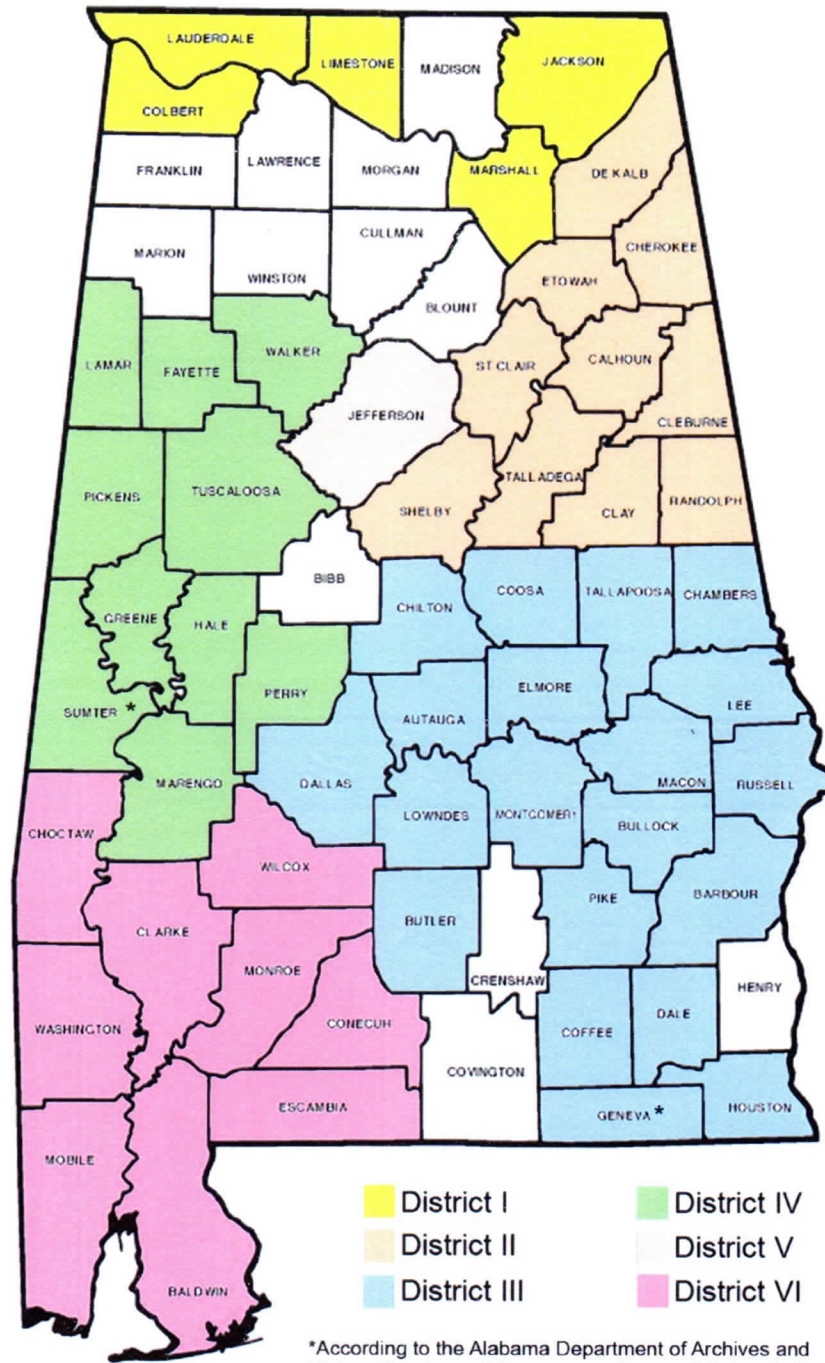 LAUDERDALE
LIMESTONE
MADISON
JACKSON
COLBERT
FRANKLIN
LAWRENCE
MORGAN
MARSHALL
DE KALB
MARION
WINSTON
CULLMAN
BLOUNT
ETOWAH
CHEROKEE
LAMAR
FAYETTE
WALKER
JEFFERSON
ST CLAIR
CALHOUN
CLEBURNE
PICKENS
TUSCALOOSA
SHELBY
TALLADEGA
CLAY
RANDOLPH
BIBB
GREENE
HALE
CHILTON
COOSA
TALLAPOOSA
CHAMBERS
SUMTER *
PERRY
AUTAUGA
ELMORE
LEE
MARENGO
DALLAS
LOWNDES
MONTGOMERY
MACON
RUSSELL
BULLOCK
CHOCTAW
WILCOX
CLARKE
BUTLER
PIKE
BARBOUR
MONROE
CRENSHAW
HENRY
WASHINGTON
CONECUH
COVINGTON
COFFEE
DALE
ESCAMBIA
GENEVA *
HOUSTON
MOBILE
BALDWIN
District I
District II
District III
District IV
District V
District VI
*According to the Alabama Department of Archives and